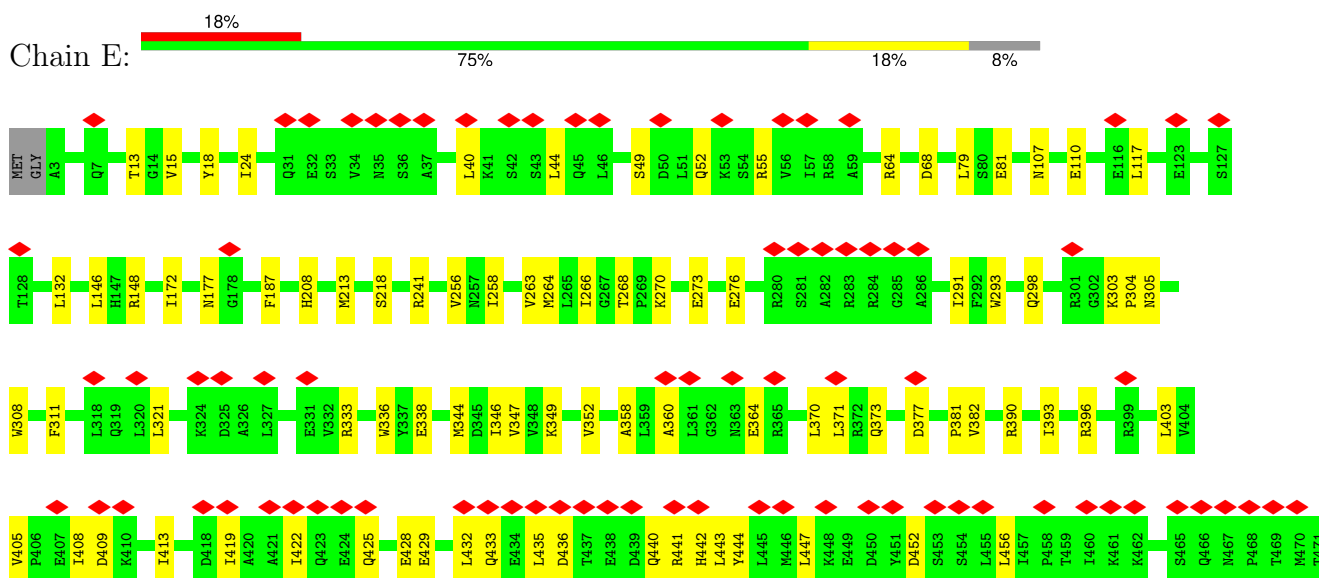 18%
Chain E:
75% 18% 8%
MET GLY A3 Q7 T13 G14 V15 Y18 I24 Q31 E32 S33 V34 N35 S36 A37 L40 K41 S42 S43 L44 Q45 L46 S49 D50 L51 Q52 K53 S54 R55 V56 I57 R58 A59 R64 D68 L79 S80 E81 N107 E110 E116 L117 E123 S127
T128 L132 L146 H147 R148 I172 N177 G178 F187 H208 M213 S218 R241 V256 N257 I258 V263 M264 L265 I266 G267 T268 P269 K270 E273 E276 R280 S281 A282 R283 R284 G285 A286 I291 F292 W293 Q298 R301 G302 K303 P304 N305
W308 F311 L318 Q319 L320 L321 K324 D325 A326 L327 E331 V332 R333 W336 Y337 E338 M344 D345 I346 V347 V348 K349 V352 A358 L359 A360 L361 G362 N363 E364 R365 L370 L371 R372 Q373 D377 P381 V382 R390 I393 R396 R399 L403 V404
V405 P406 E407 I408 D409 K410 I413 D418 I419 A420 A421 I422 Q423 E424 Q425 E428 E429 L432 Q433 E434 L435 D436 T437 E438 D439 Q440 R441 H442 L443 Y444 L445 M446 L447 K448 E449 D450 Y451 D452 S453 S454 L455 L456 I457 P458 T459 I460 K461 K462 S465 Q466 N467 P468 T469 M470 T471